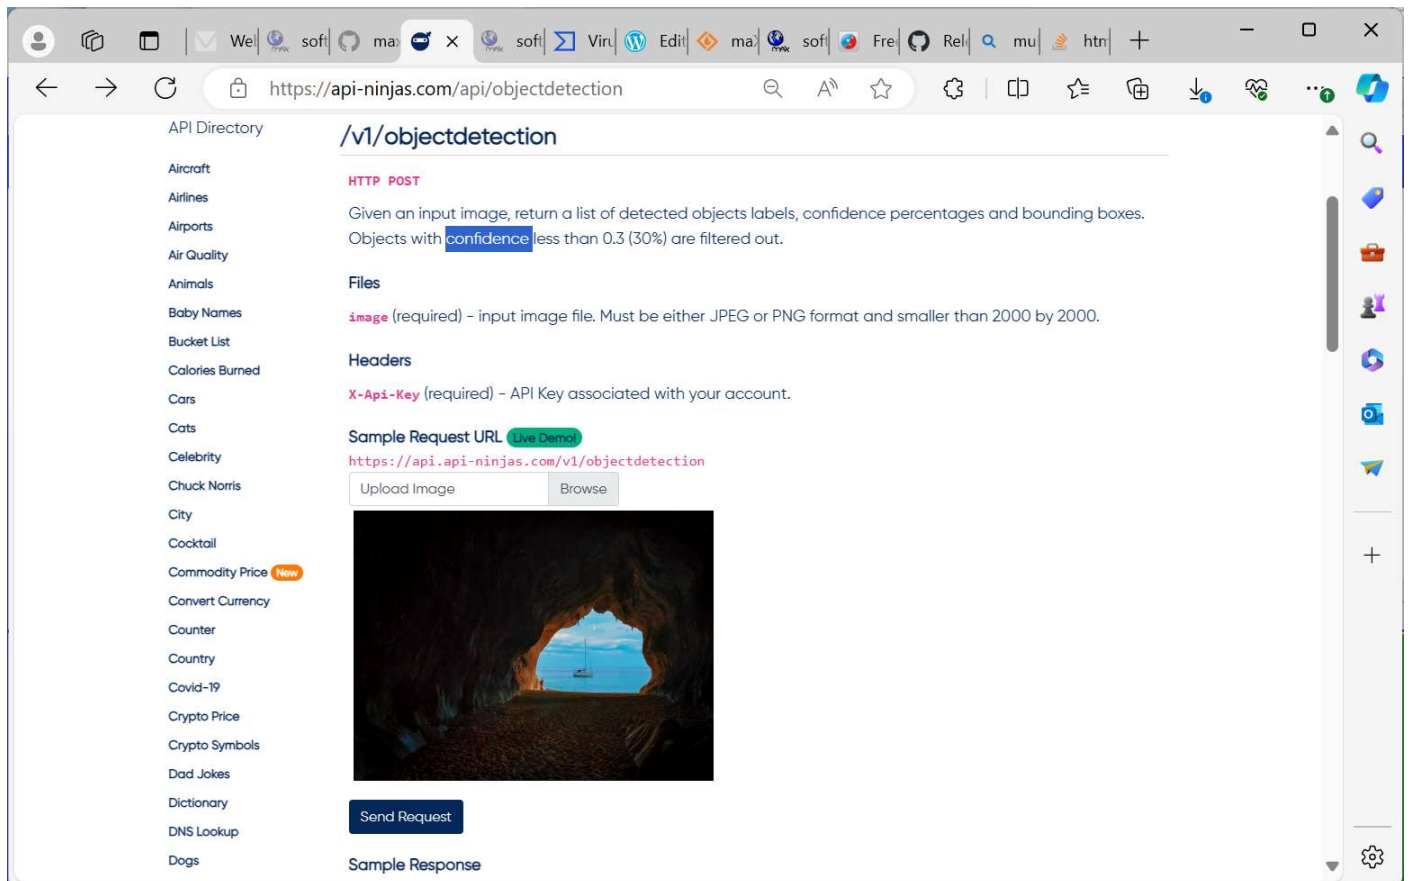 Wel
soft
ma
soft
Viru
Edit
max
soft
Free
Rele
mu
htm
https://api-ninjas.com/api/objectdetection
API Directory
Aircraft
Airlines
Airports
Air Quality
Animals
Baby Names
Bucket List
Calories Burned
Cars
Cats
Celebrity
Chuck Norris
City
Cocktail
Commodity Price New
Convert Currency
Counter
Country
Covid-19
Crypto Price
Crypto Symbols
Dad Jokes
Dictionary
DNS Lookup
Dogs
/v1/objectdetection
HTTP POST
Given an input image, return a list of detected objects labels, confidence percentages and bounding boxes.
Objects with confidence less than 0.3 (30%) are filtered out.
Files
image (required) - input image file. Must be either JPEG or PNG format and smaller than 2000 by 2000.
Headers
X-Api-Key (required) - API Key associated with your account.
Sample Request URL Live Demo!
https://api.api-ninjas.com/v1/objectdetection
Upload Image Browse
Send Request
Sample Response